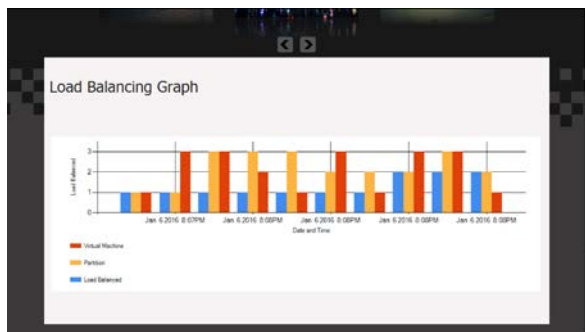 Load Balancing Graph
3
2
1
0
Load Balanced
Jan. 6 2016 8:07PM Jan. 6 2016 8:08PM Jan. 6 2016 8:08PM Jan. 6 2016 8:08PM Jan. 6 2016 8:08PM
Date and Time
Virtual Machine
Partition
Load Balanced